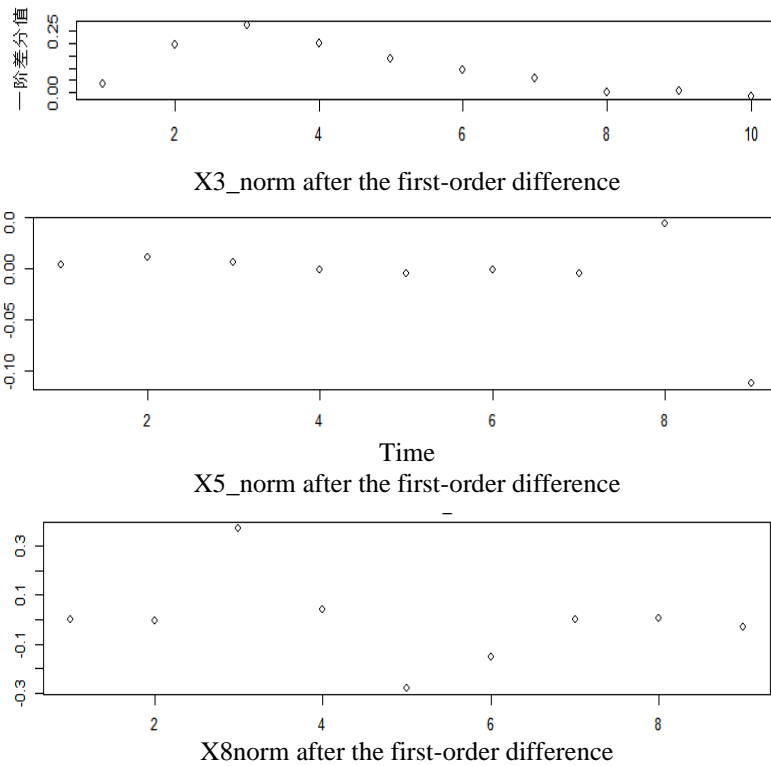 一阶差分值
0.25
0.00
2 4 6 8 10
X3_norm after the first-order difference
0.0
0.00
-0.05
-0.10
2 4 6 8
Time
X5_norm after the first-order difference
0.3
0.1
-0.1
-0.3
2 4 6 8
X8norm after the first-order difference